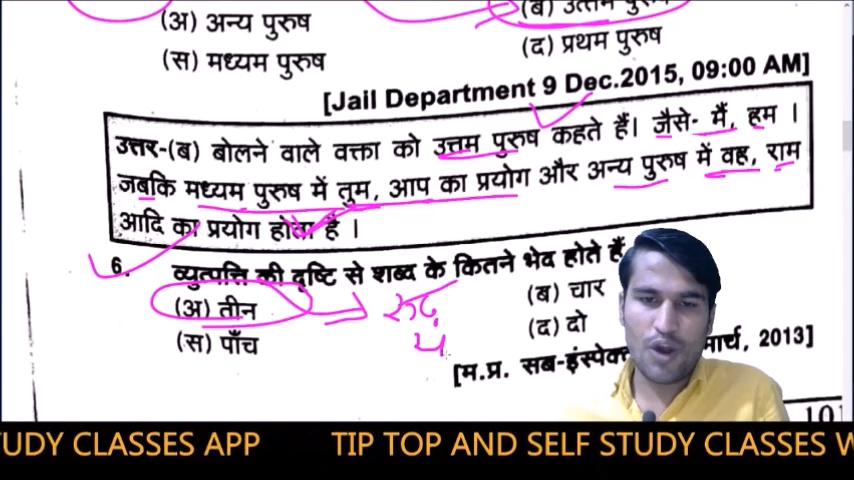 (ब) उत्तम
(अ) अन्य पुरुष
(स) मध्यम पुरुष
(द) प्रथम पुरुष
[Jail Department 9 Dec.2015, 09:00 AM]
उत्तर-(ब) बोलने वाले वक्ता को उत्तम पुरुष कहते हैं। जैसे- मैं, हम ।
जबकि मध्यम पुरुष में तुम, आप का प्रयोग और अन्य पुरुष में वह, राम
आदि का प्रयोग होता है ।
6. व्युत्पत्ति की दृष्टि से शब्द के कितने भेद होते हैं
(अ) तीन
(ब) चार
रूढ़
(स) पाँच
(द) दो
[म.प्र. सब-इंस्पेक्ट मार्च, 2013]
101
TUDY CLASSES APP TIP TOP AND SELF STUDY CLASSES W